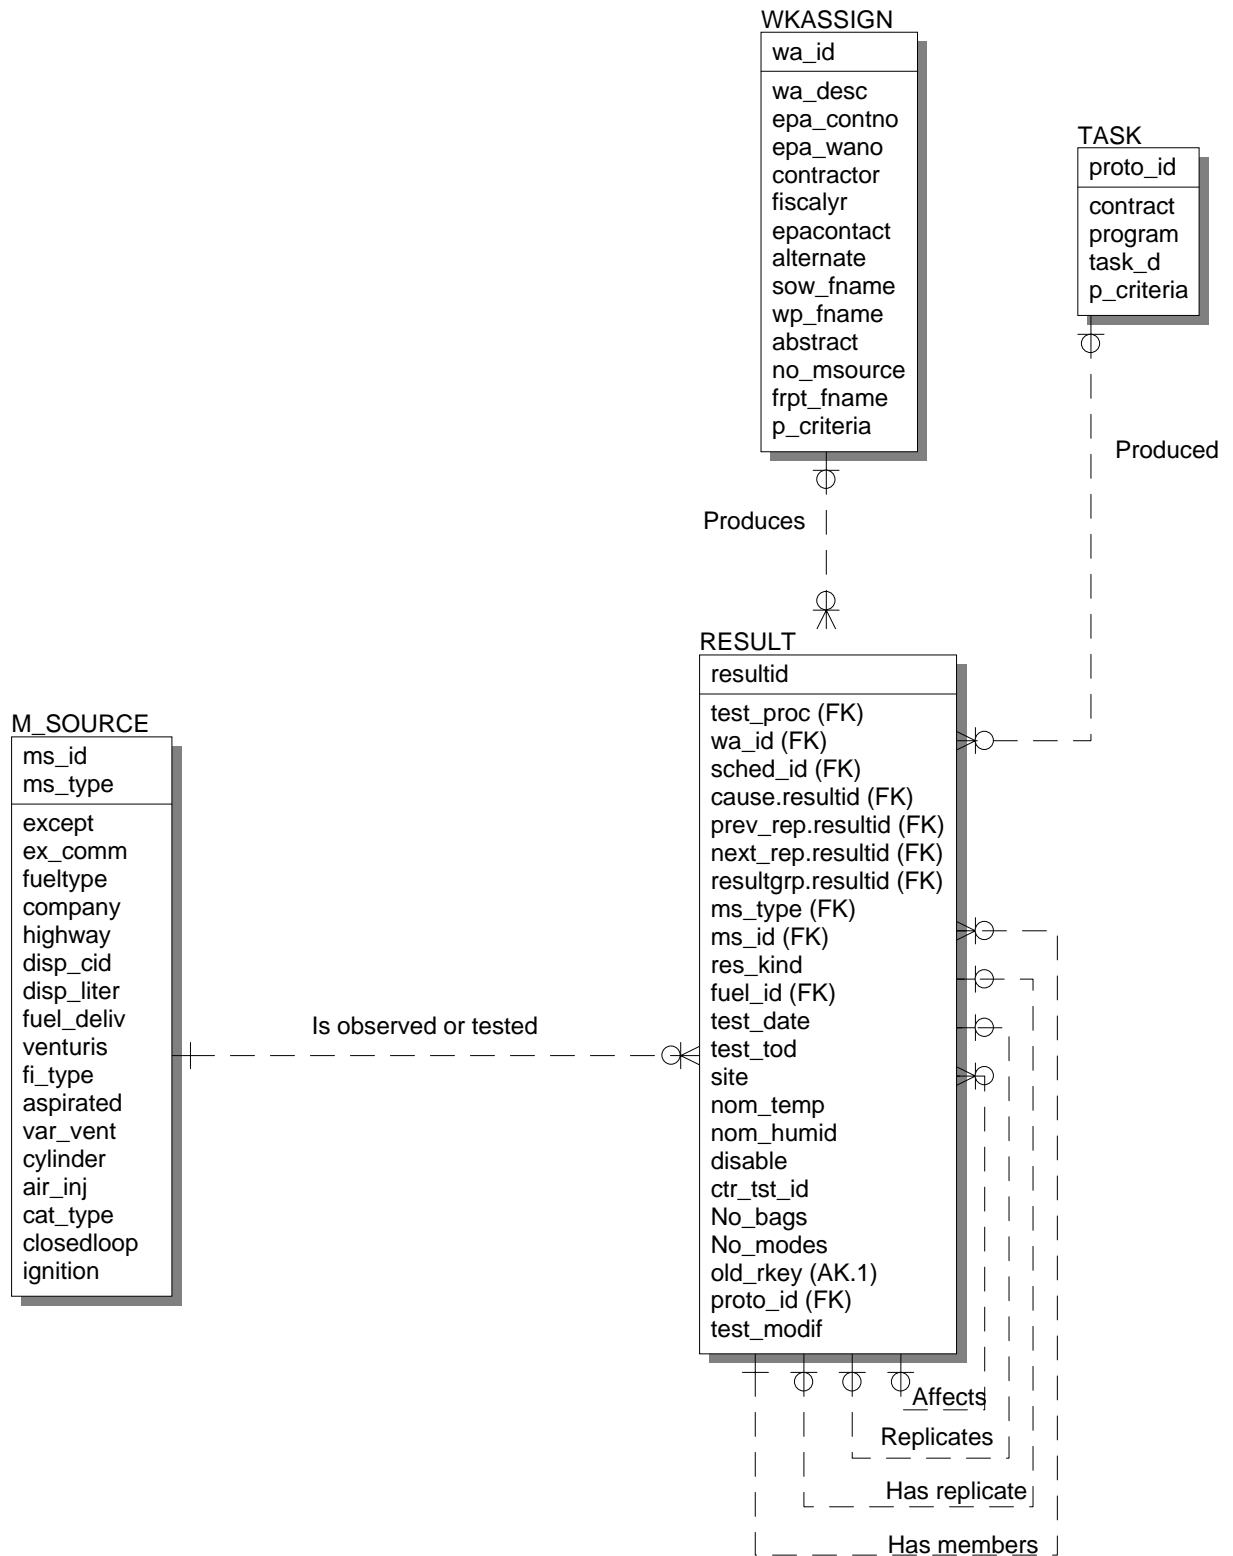 WKASSIGN
wa_id
wa_desc
epa_contno
epa_wano
contractor
fiscalyr
epacontact
alternate
sow_fname
wp_fname
abstract
no_msource
frpt_fname
p_criteria
TASK
proto_id
contract
program
task_d
p_criteria
Produced
Produces
RESULT
resultid
test_proc (FK)
wa_id (FK)
sched_id (FK)
cause.resultid (FK)
prev_rep.resultid (FK)
next_rep.resultid (FK)
resultgrp.resultid (FK)
ms_type (FK)
ms_id (FK)
res_kind
fuel_id (FK)
test_date
test_tod
site
nom_temp
nom_humid
disable
ctr_tst_id
No_bags
No_modes
old_rkey (AK.1)
proto_id (FK)
test_modif
M_SOURCE
ms_id
ms_type
except
ex_comm
fueltype
company
highway
disp_cid
disp_liter
fuel_deliv
venturis
fi_type
aspirated
var_vent
cylinder
air_inj
cat_type
closedloop
ignition
Is observed or tested
Affects
Replicates
Has replicate
Has members